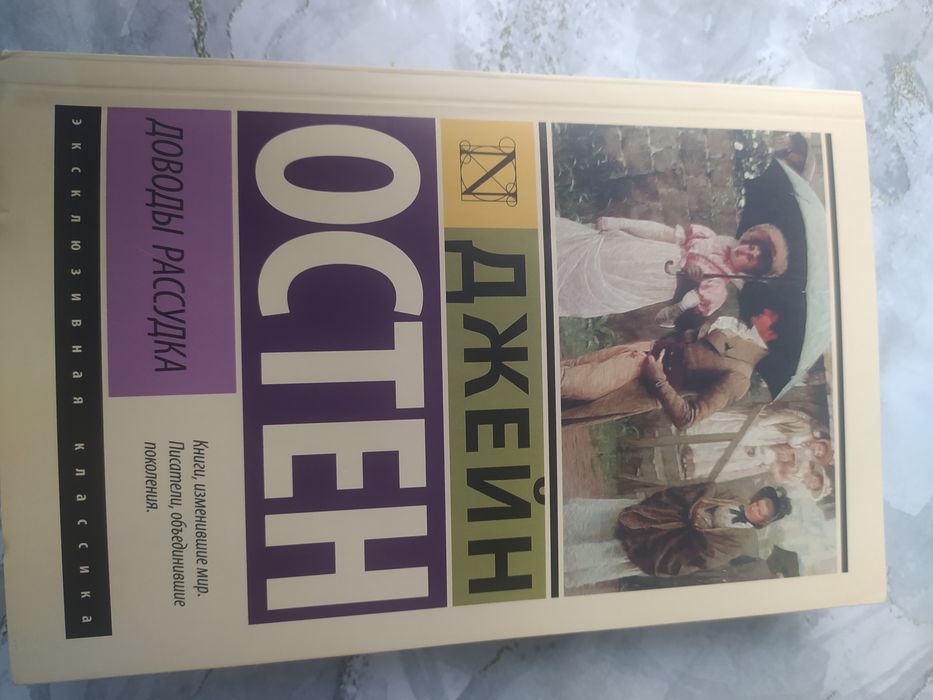 ДЖЕЙН
ОСТЕН
ДОВОДЫ РАССУДКА
Книги, изменившие мир.
Писатели, объединившие
поколения.
эксклюзивная классика